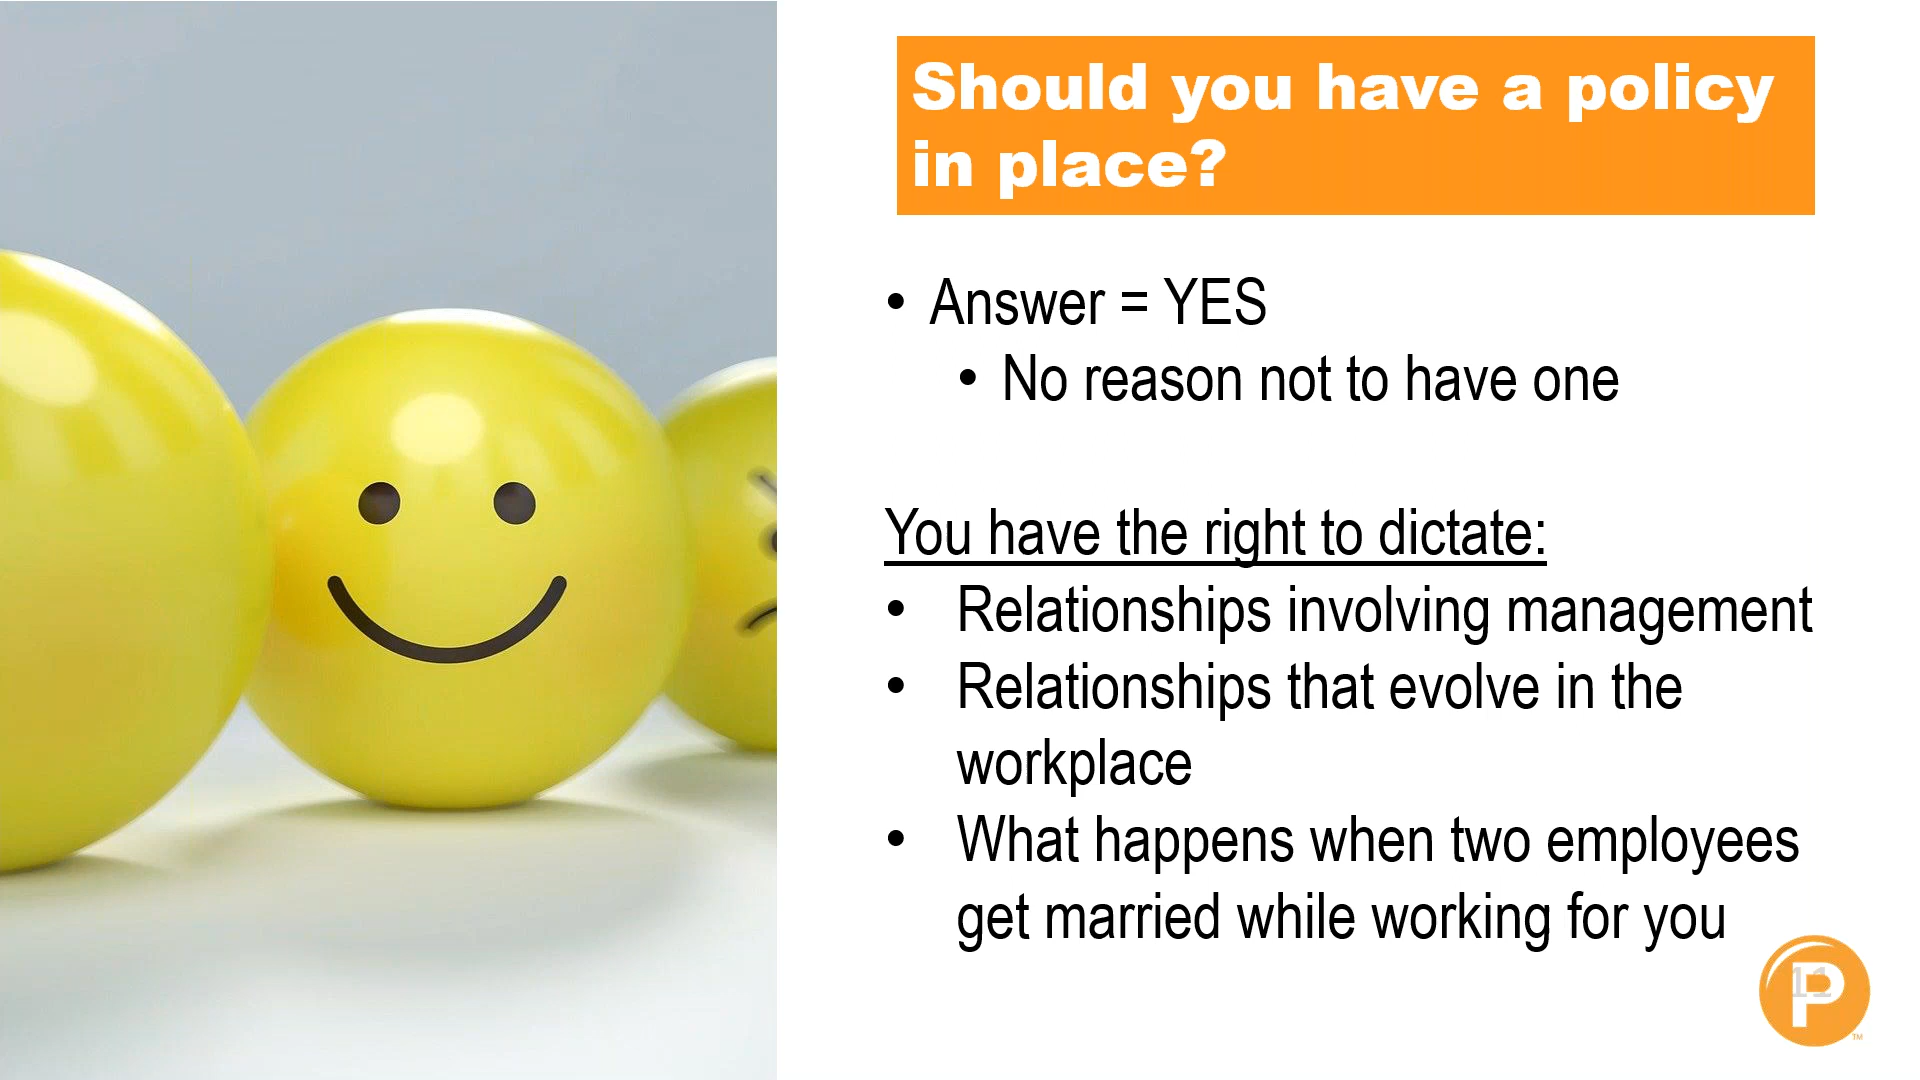 Should you have a policy
in place?
• Answer = YES
• No reason not to have one
You have the right to dictate:
• Relationships involving management
• Relationships that evolve in the
workplace
• What happens when two employees
get married while working for you
11
P
TM